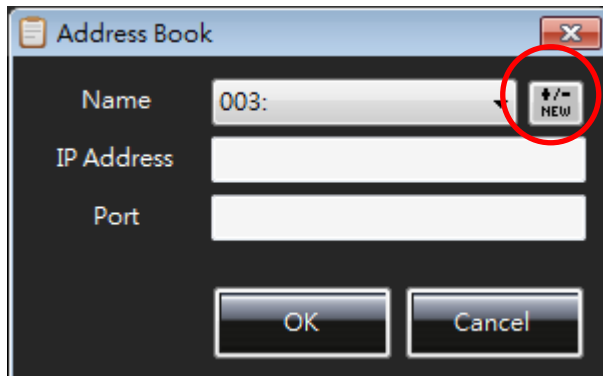 Address Book
Name 003: +/-
NEW
IP Address
Port
OK Cancel